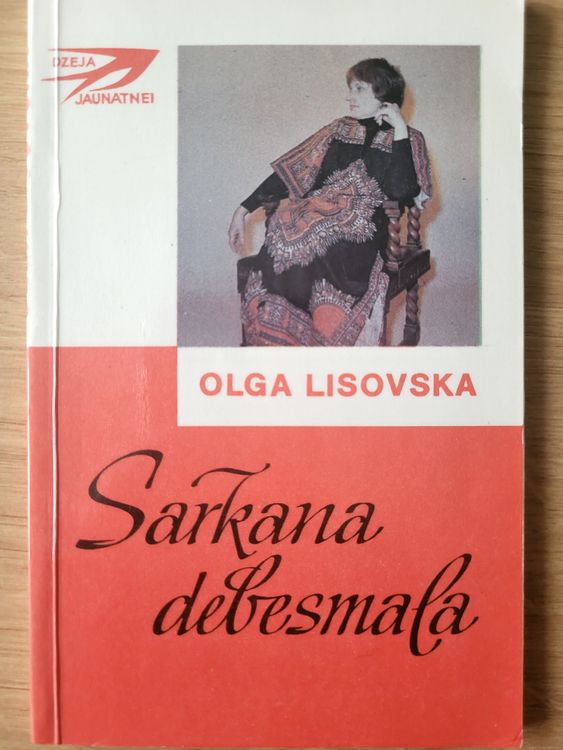 DZEJA
JAUNATNEI
OLGA LISOVSKA
Sarkana
debesmala